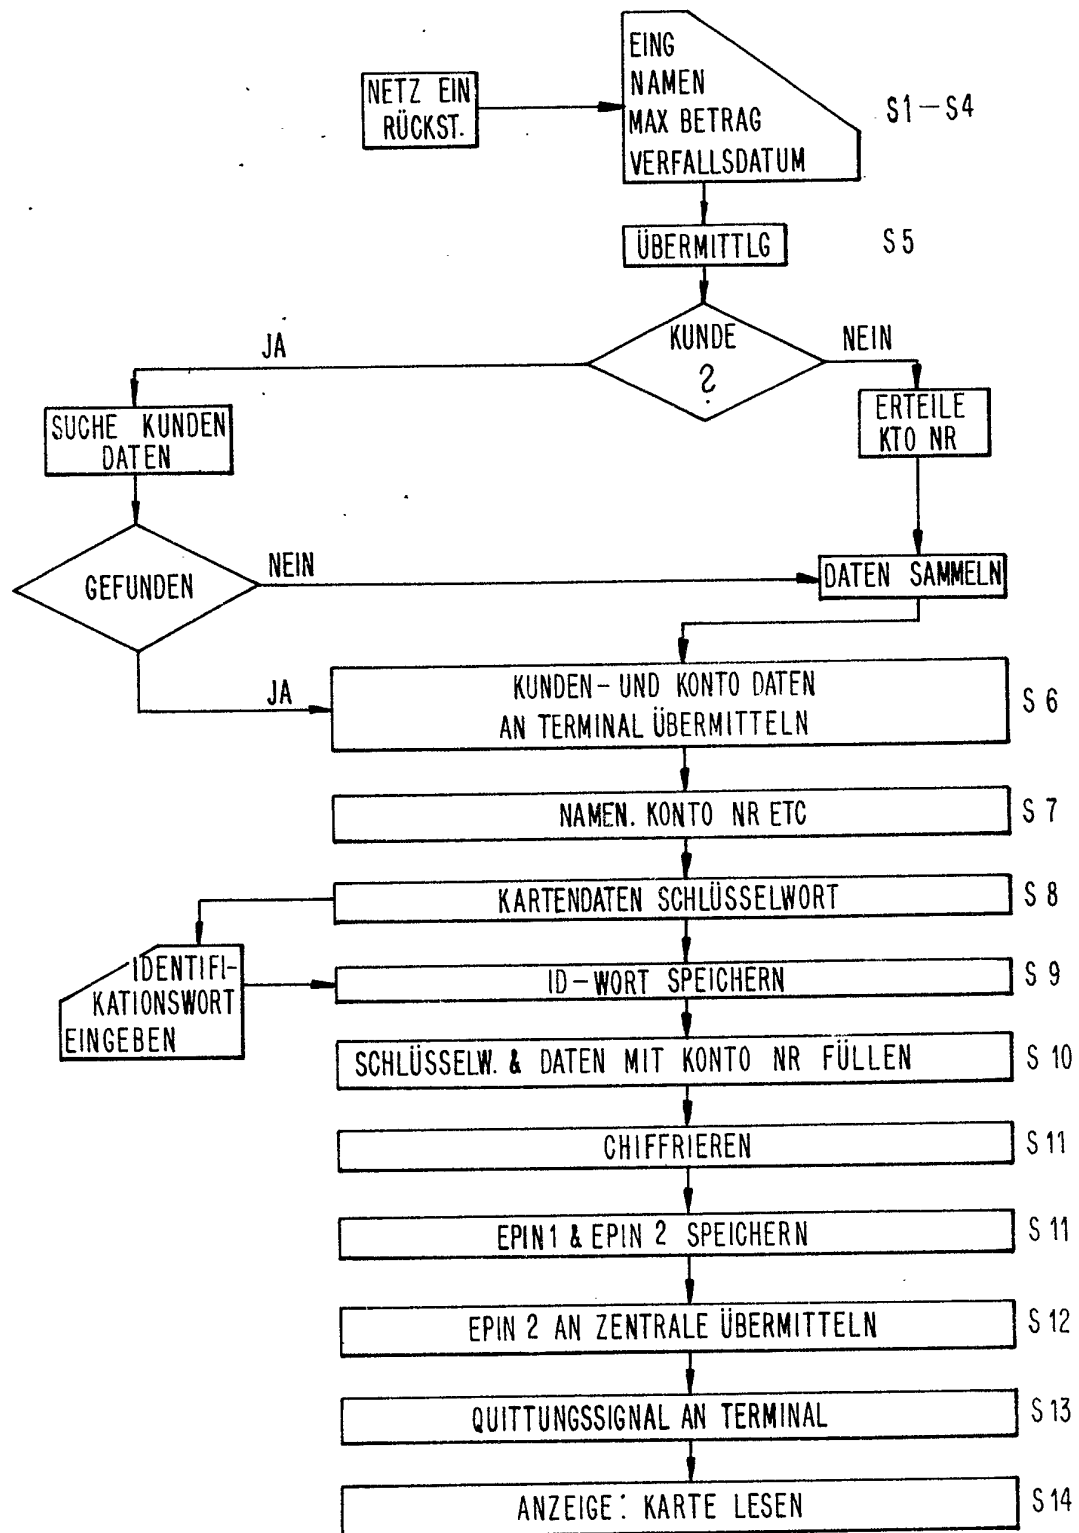 NETZ EIN
RÜCKST.
EING
NAMEN
MAX BETRAG
VERFALLSDATUM
S1–S4
ÜBERMITTLG
S 5
KUNDE
?
JA
NEIN
SUCHE KUNDEN
DATEN
ERTEILE
KTO NR
GEFUNDEN
NEIN
DATEN SAMMELN
JA
KUNDEN- UND KONTO DATEN
AN TERMINAL ÜBERMITTELN
S 6
NAMEN. KONTO NR ETC
S 7
KARTENDATEN SCHLÜSSELWORT
S 8
IDENTIFI-
KATIONSWORT
EINGEBEN
ID-WORT SPEICHERN
S 9
SCHLÜSSELW. & DATEN MIT KONTO NR FÜLLEN
S 10
CHIFFRIEREN
S 11
EPIN1 & EPIN 2 SPEICHERN
S 11
EPIN 2 AN ZENTRALE ÜBERMITTELN
S 12
QUITTUNGSSIGNAL AN TERMINAL
S 13
ANZEIGE: KARTE LESEN
S 14